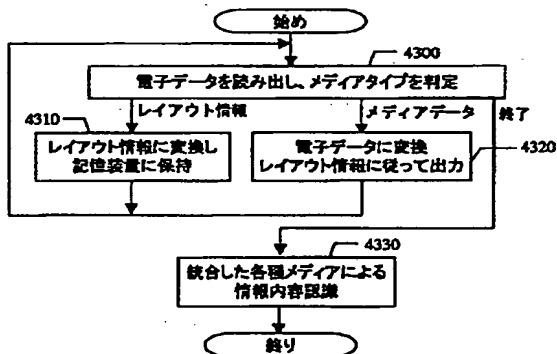 始め
4300
電子データを読み出し、メディアタイプを判定
レイアウト情報
メディアデータ
終了
4310
レイアウト情報に変換し
記位装量に保持
電子データに変換
レイアウト情報に従って出力
4320
4330
統合した各種メディアによる
情報内容認識
終り